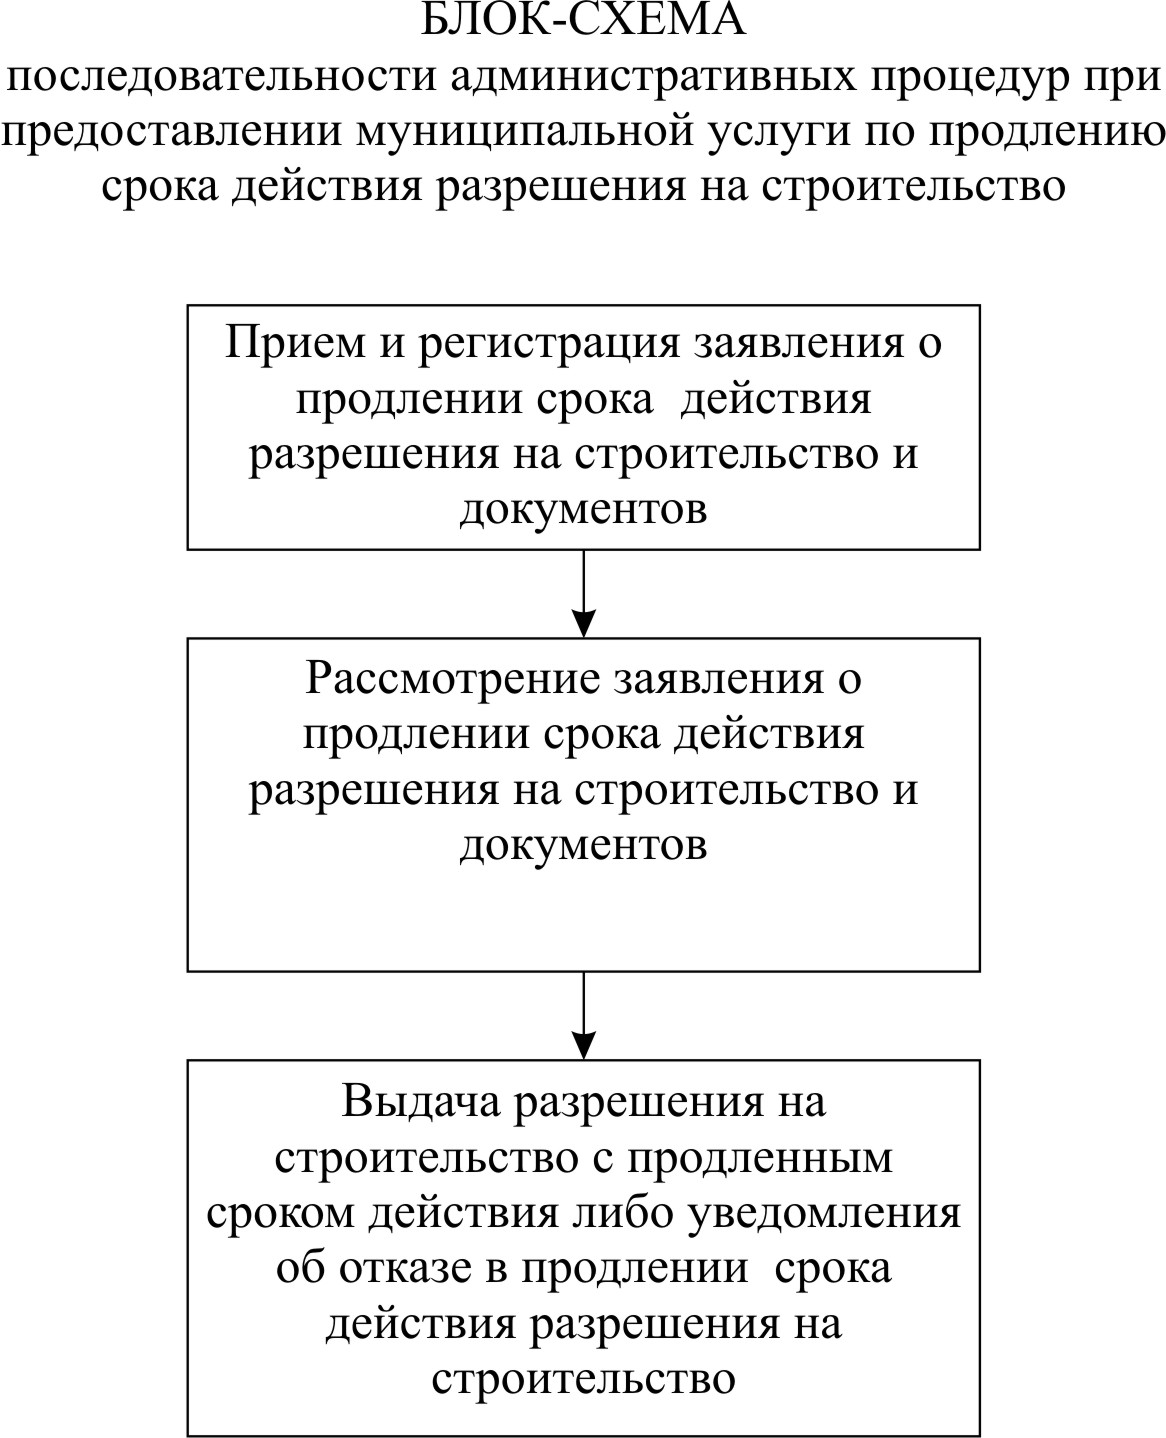 БЛОК-СХЕМА
последовательности административных процедур при
предоставлении муниципальной услуги по продлению
срока действия разрешения на строительство
Прием и регистрация заявления о
продлении срока  действия
разрешения на строительство и
документов
Рассмотрение заявления о
продлении срока действия
разрешения на строительство и
документов
Выдача разрешения на
строительство с продленным
сроком действия либо уведомления
об отказе в продлении  срока
действия разрешения на
строительство